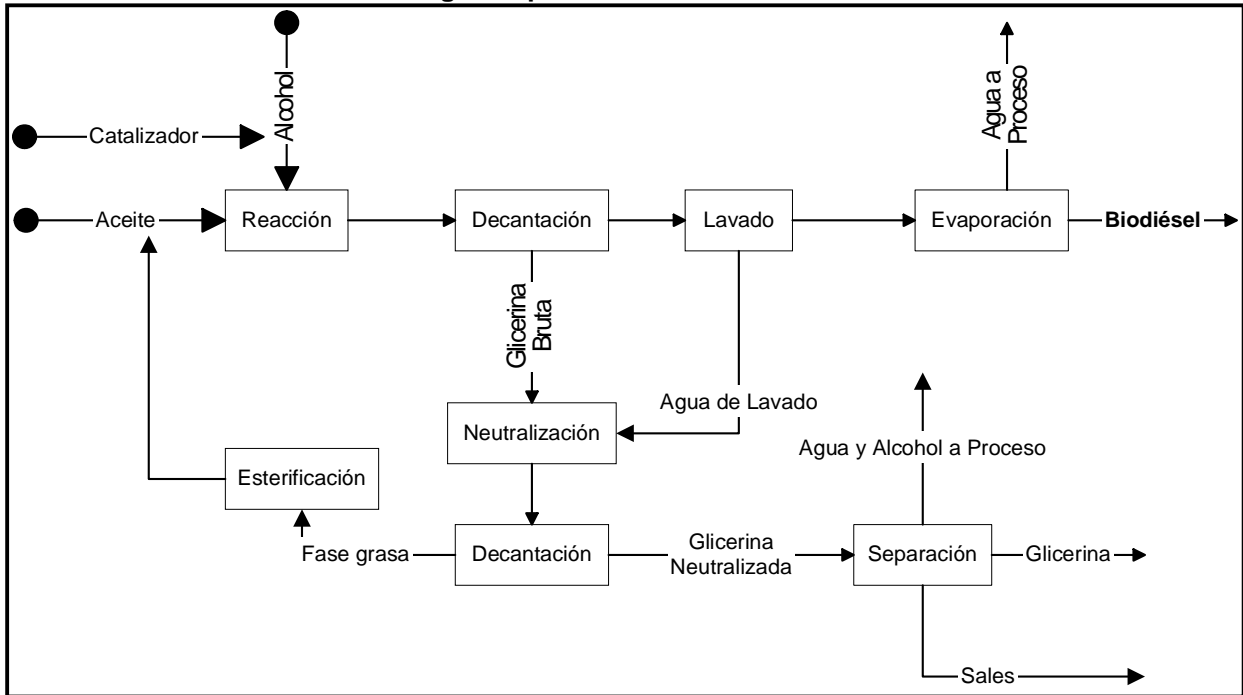 Alcohol
Agua a
Proceso
Catalizador
Aceite
Reacción
Decantación
Lavado
Evaporación
Biodiésel
Glicerina
Bruta
Agua de Lavado
Neutralización
Agua y Alcohol a Proceso
Esterificación
Fase grasa
Decantación
Glicerina
Neutralizada
Separación
Glicerina
Sales